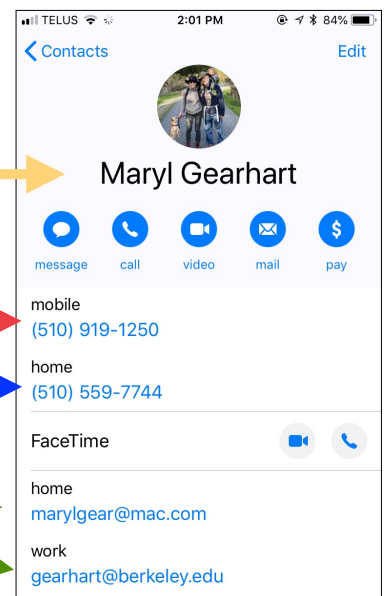 TELUS 2:01 PM 84%
Contacts Edit
Maryl Gearhart
message call video mail pay
mobile
(510) 919-1250
home
(510) 559-7744
FaceTime
home
marylgear@mac.com
work
gearhart@berkeley.edu